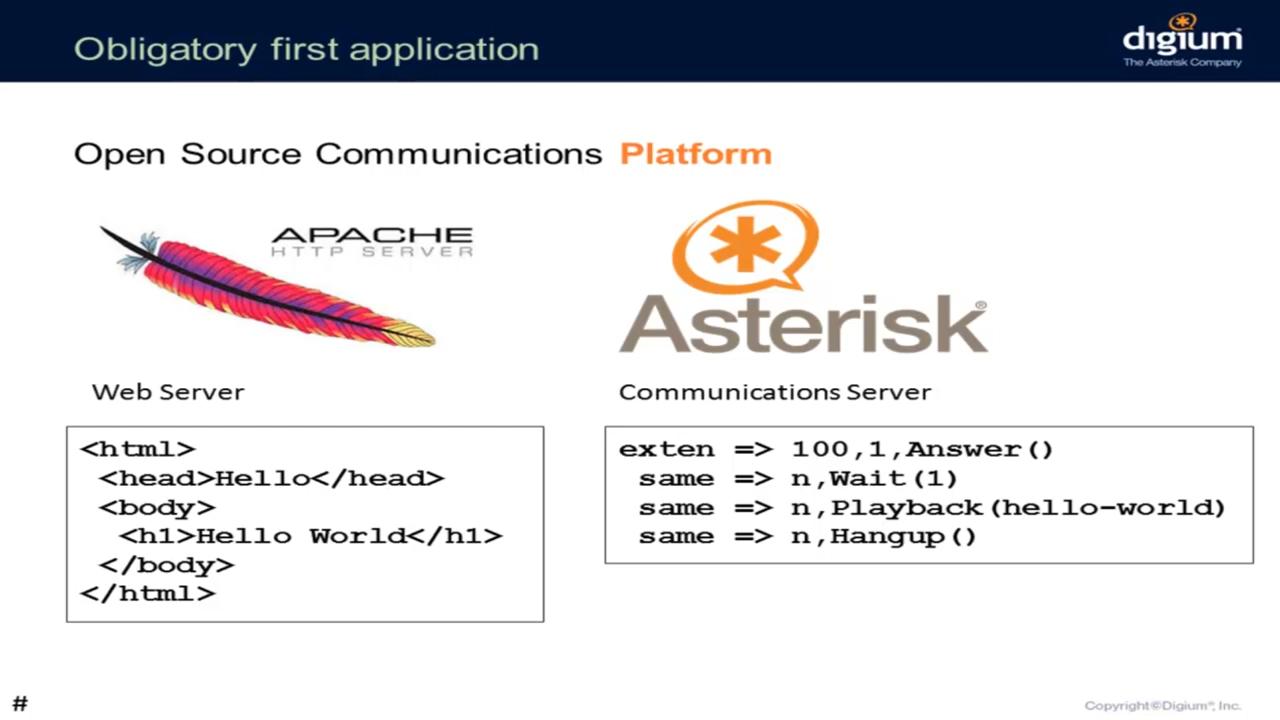 Obligatory first application
digium
The Asterisk Company
Open Source Communications Platform
APACHE
HTTP SERVER
Asterisk®
Web Server
Communications Server
<html>
<head>Hello</head>
<body>
<h1>Hello World</h1>
</body>
</html>
exten => 100,1,Answer()
same => n,Wait(1)
same => n,Playback(hello-world)
same => n,Hangup()
#
Copyright©Digium®, Inc.